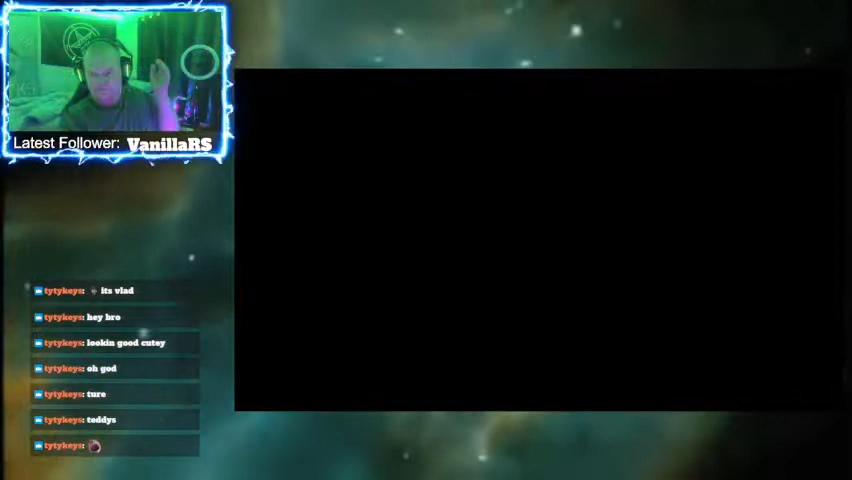 Latest Follower: VanillaRS
tytykeys: its vlad
tytykeys: hey bro
tytykeys: lookin good cutey
tytykeys: oh god
tytykeys: ture
tytykeys: teddys
tytykeys: